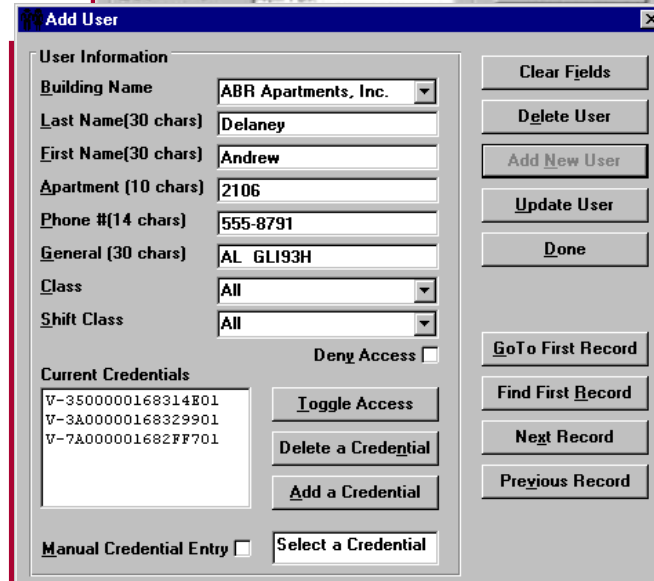 Add User
User Information
Building Name ABR Apartments, Inc.
Last Name(30 chars) Delaney
First Name(30 chars) Andrew
Apartment (10 chars) 2106
Phone #(14 chars) 555-8791
General (30 chars) AL GLI93H
Class All
Shift Class All
Deny Access
Current Credentials
V-3500000168314E01
V-3A00000168329901
V-7A000001682FF701
Toggle Access
Delete a Credential
Add a Credential
Manual Credential Entry Select a Credential
Clear Fields
Delete User
Add New User
Update User
Done
GoTo First Record
Find First Record
Next Record
Previous Record